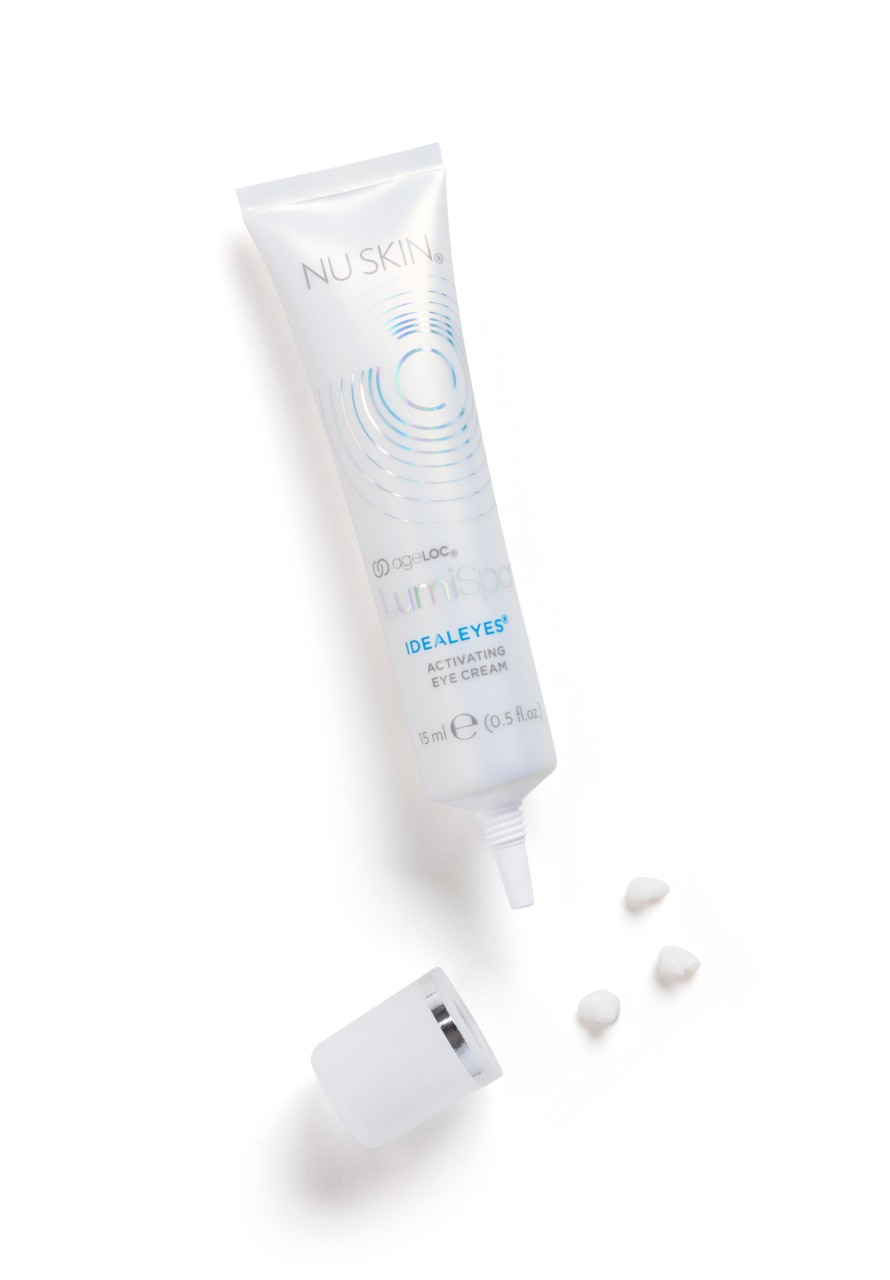 NU SKIN®
ageLOC®
LumiSpa
IDEALEYES®
ACTIVATING
EYE CREAM
15 ml ℮ (0.5 fl.oz.)